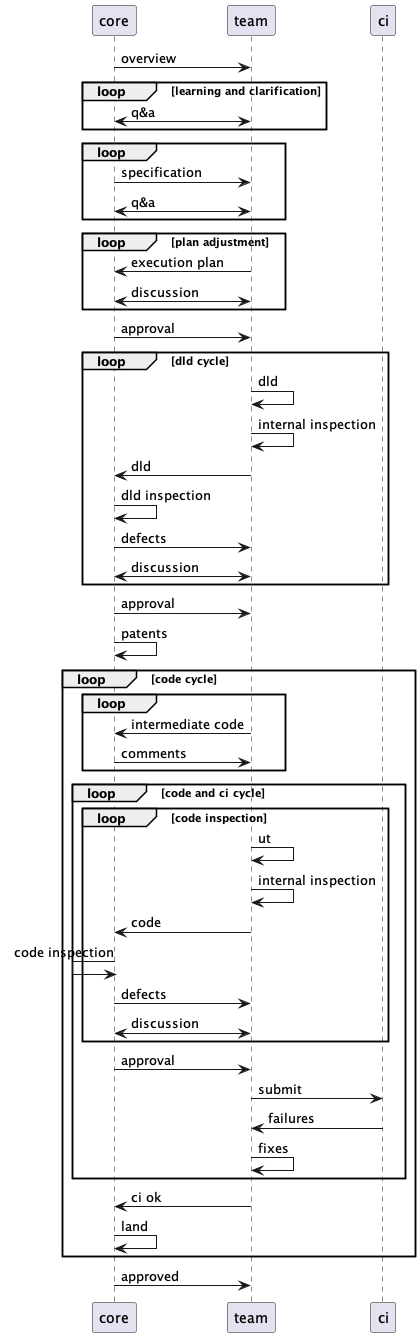 core team ci
overview
loop [learning and clarification]
q&a
loop
specification
q&a
loop [plan adjustment]
execution plan
discussion
approval
loop [dld cycle]
dld
internal inspection
dld
dld inspection
defects
discussion
approval
patents
loop [code cycle]
loop
intermediate code
comments
loop [code and ci cycle]
loop [code inspection]
ut
internal inspection
code
code inspection
defects
discussion
approval
submit
failures
fixes
ci ok
land
approved
core team ci